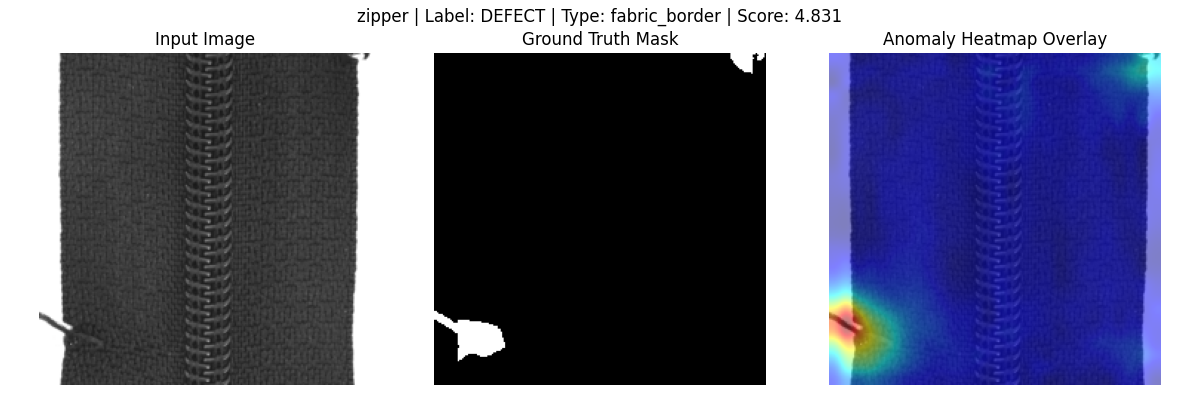 zipper | Label: DEFECT | Type: fabric_border | Score: 4.831
Input Image
Ground Truth Mask
Anomaly Heatmap Overlay